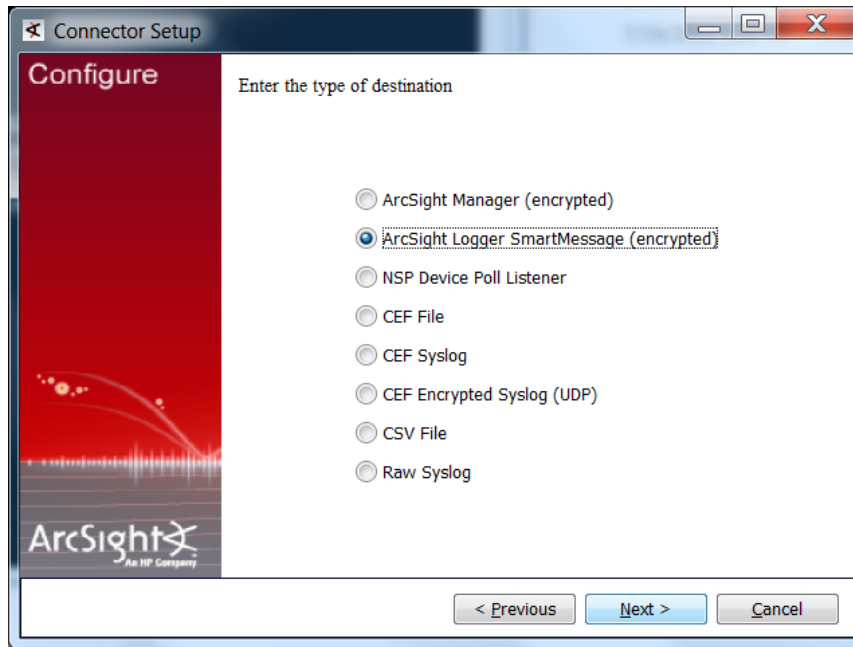 Connector Setup
Configure
Enter the type of destination
ArcSight Manager (encrypted)
ArcSight Logger SmartMessage (encrypted)
NSP Device Poll Listener
CEF File
CEF Syslog
CEF Encrypted Syslog (UDP)
CSV File
Raw Syslog
ArcSight
An HP Company
< Previous
Next >
Cancel